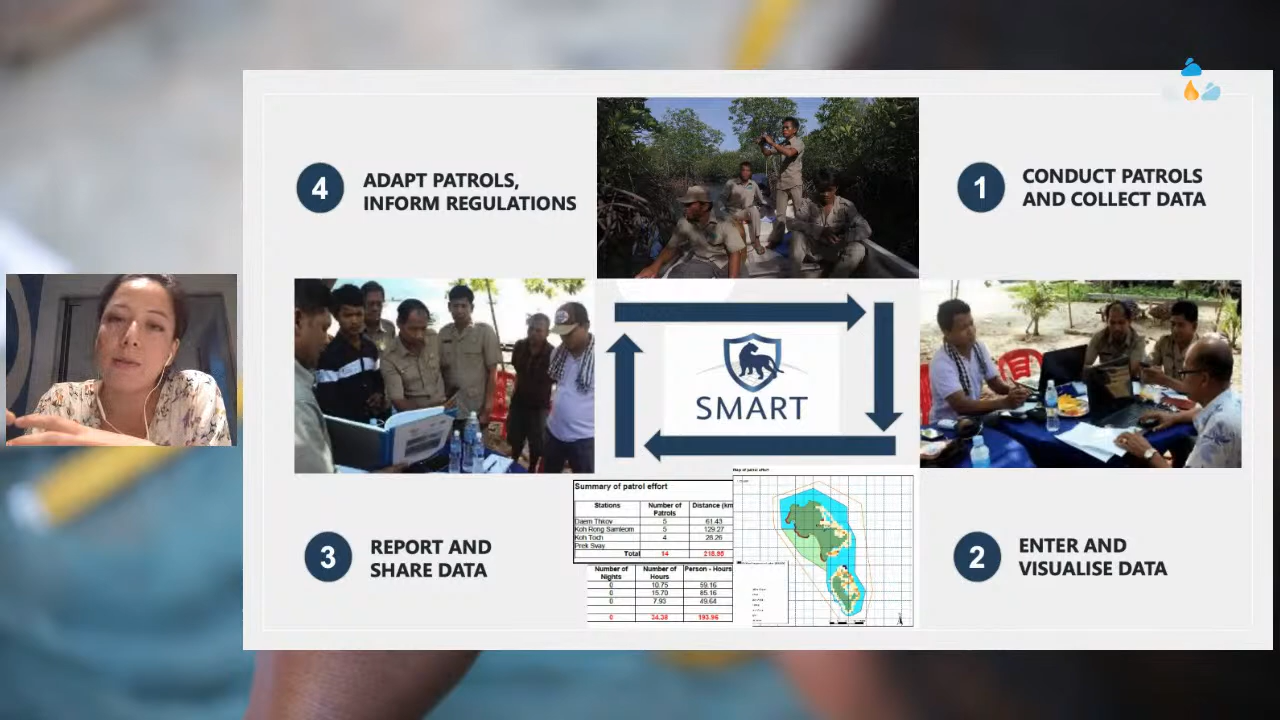 4
ADAPT PATROLS,
INFORM REGULATIONS
1
CONDUCT PATROLS
AND COLLECT DATA
SMART
3
REPORT AND
SHARE DATA
2
ENTER AND
VISUALISE DATA
Summary of patrol effort
Stations Number of Patrols Distance (km
Daem Thkov 5 61.43
Koh Rong Samleom 5 129.27
Koh Toch 4 28.26
Prek Svay
Total 14 218.95
Number of Nights Number of Hours Person - Hours
0 10.75 59.16
0 15.70 85.16
0 7.93 49.64
0 34.38 193.96
Map of patrol effort